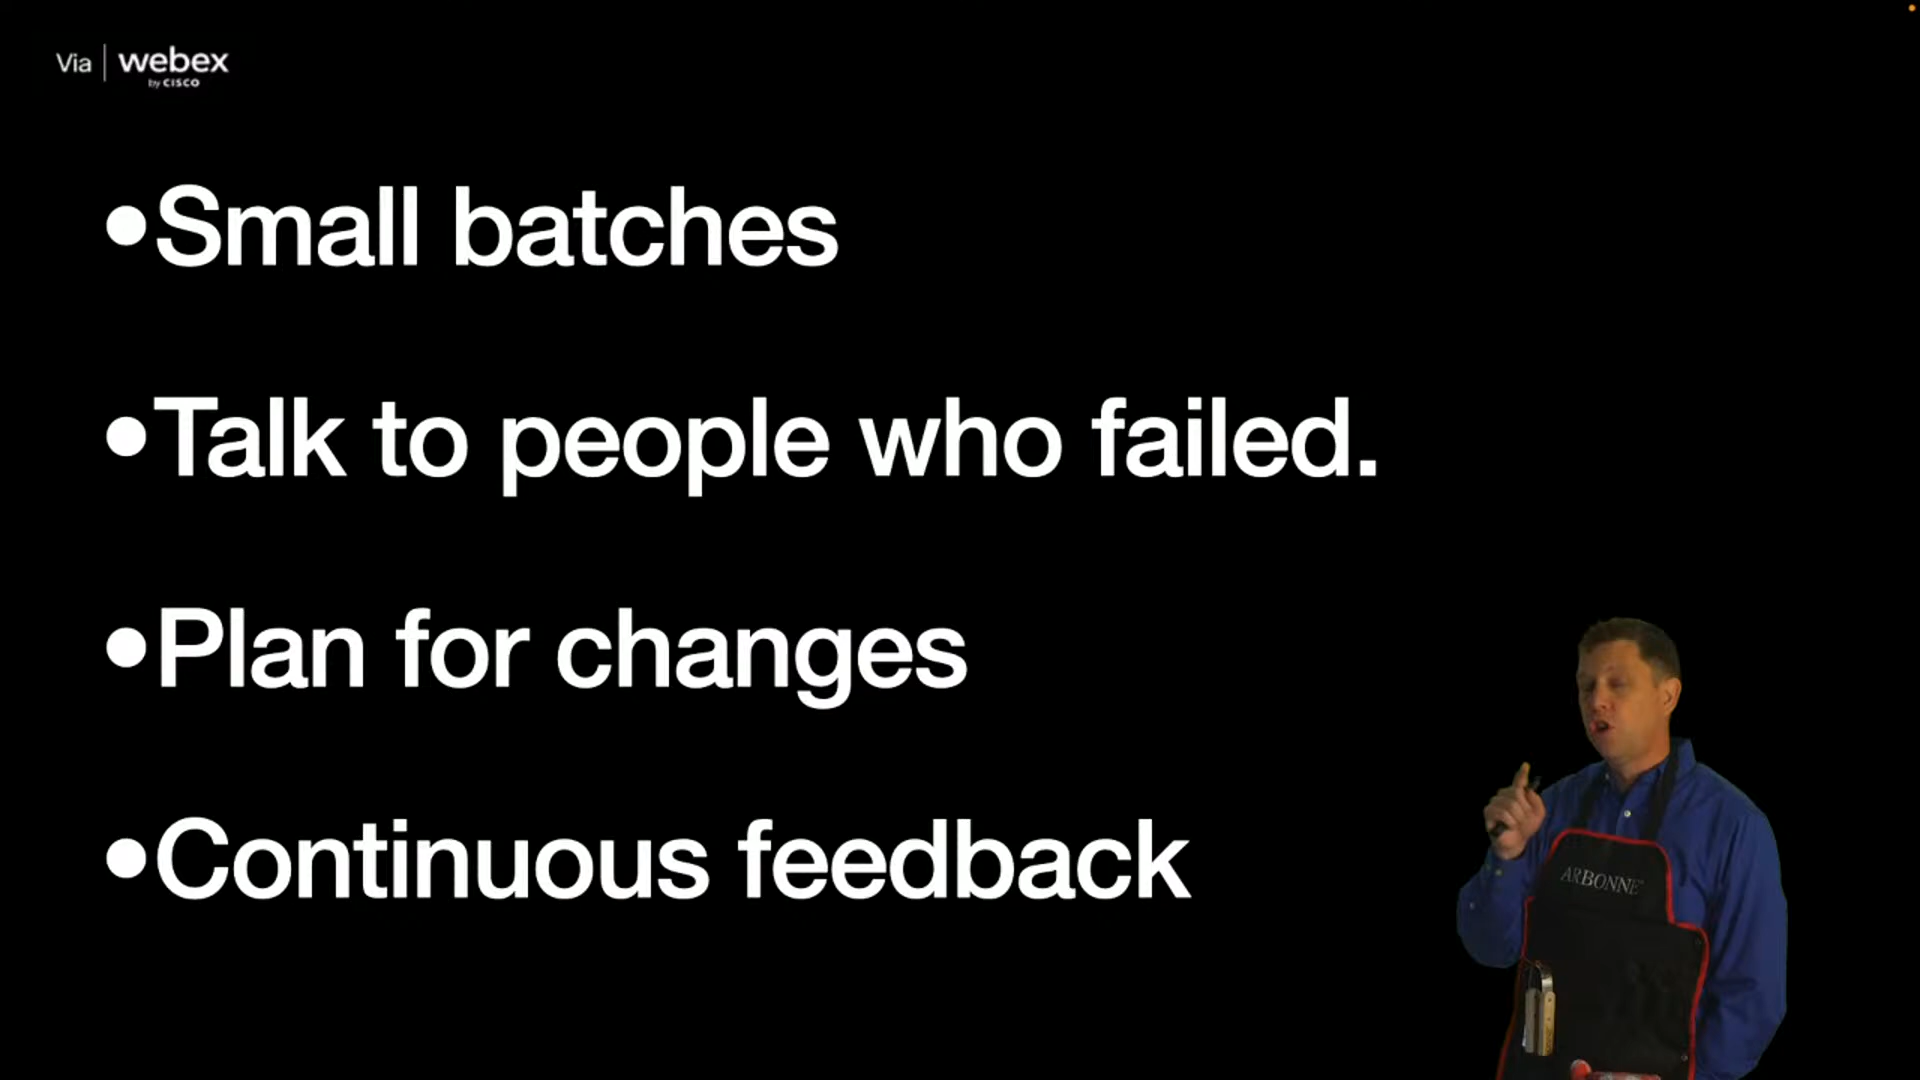 Via | webex
by CISCO
•Small batches
•Talk to people who failed.
•Plan for changes
•Continuous feedback
ARBONNE